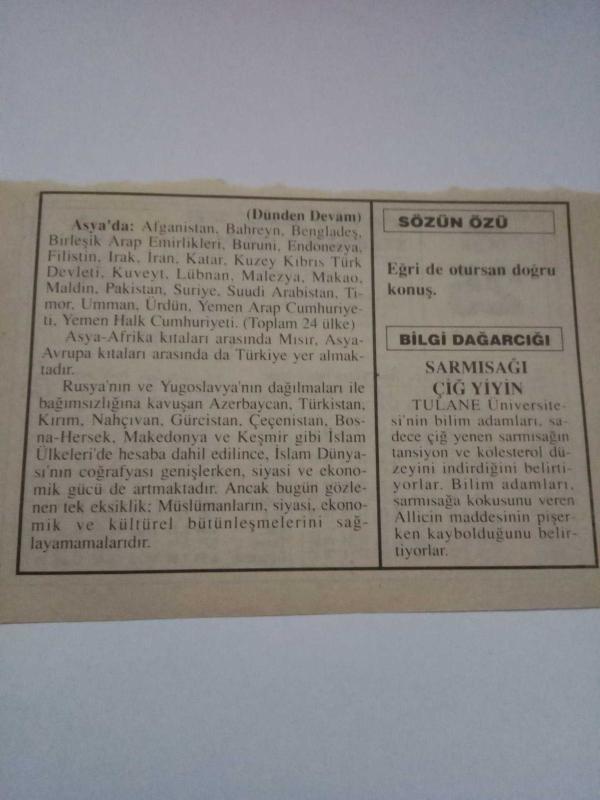 (Dünden Devam)
Asya'da: Afganistan, Bahreyn, Bengladeş,
Birleşik Arap Emirlikleri, Buruni, Endonezya,
Filistin, Irak, İran, Katar, Kuzey Kıbrıs Türk
Devleti, Kuveyt, Lübnan, Malezya, Makao,
Maldin, Pakistan, Suriye, Suudi Arabistan, Ti-
mor, Umman, Ürdün, Yemen Arap Cumhuriye-
ti, Yemen Halk Cumhuriyeti. (Toplam 24 ülke)
Asya-Afrika kıtaları arasında Mısır, Asya-
Avrupa kıtaları arasında da Türkiye yer almak-
tadır.
Rusya'nın ve Yugoslavya'nın dağılmaları ile
bağımsızlığına kavuşan Azerbaycan, Türkistan,
Kırım, Nahçıvan, Gürcistan, Çeçenistan, Bos-
na-Hersek, Makedonya ve Keşmir gibi İslam
Ülkeleri'de hesaba dahil edilince, İslam Dünya-
sı'nın coğrafyası genişlerken, siyasi ve ekono-
mik gücü de artmaktadır. Ancak bugün gözle-
nen tek eksiklik; Müslümanların, siyasi, ekono-
mik ve kültürel bütünleşmelerini sağ-
layamamalarıdır.
SÖZÜN ÖZÜ
Eğri de otursan doğru
konuş.
BİLGİ DAĞARCIĞI
SARMISAĞI
ÇİĞ YİYİN
TULANE Üniversite-
si'nin bilim adamları, sa-
dece çiğ yenen sarmısağın
tansiyon ve kolesterol dü-
zeyini indirdiğini belirti-
yorlar. Bilim adamları,
sarmısağa kokusunu veren
Allicin maddesinin pişer-
ken kaybolduğunu belir-
tiyorlar.